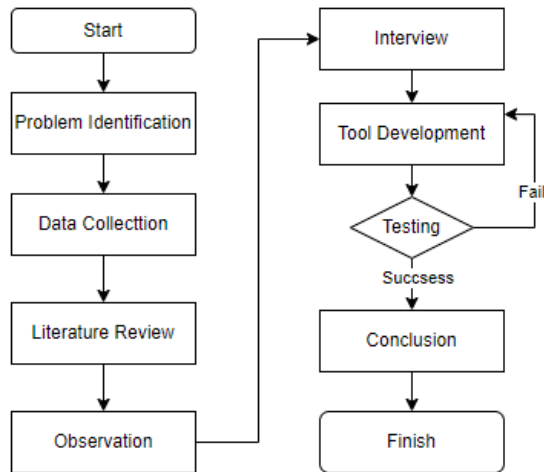 Start
Problem Identification
Data Collecttion
Literature Review
Observation
Interview
Tool Development
Testing
Fail
Succsess
Conclusion
Finish